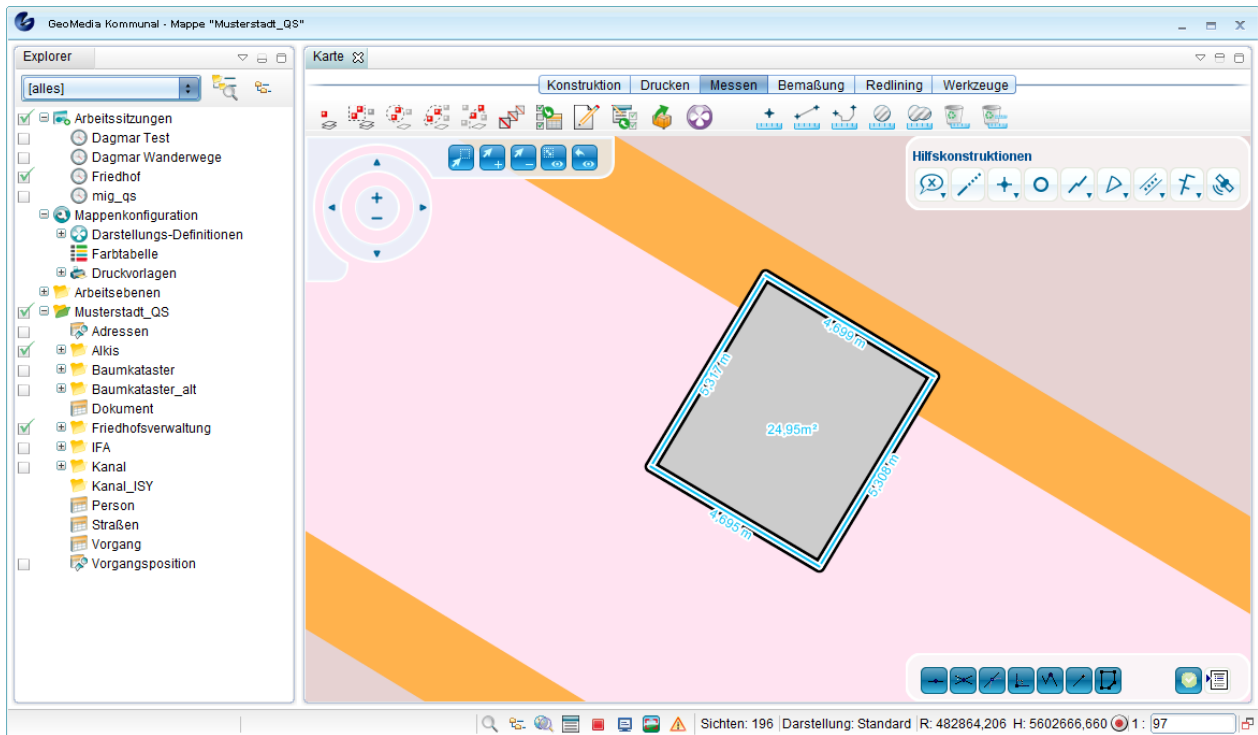 GeoMedia Kommunal - Mappe "Musterstadt_QS"
Explorer
[alles]
Arbeitssitzungen
Dagmar Test
Dagmar Wanderwege
Friedhof
mig_qs
Mappenkonfiguration
Darstellungs-Definitionen
Farbtabelle
Druckvorlagen
Arbeitsebenen
Musterstadt_QS
Adressen
Alkis
Baumkataster
Baumkataster_alt
Dokument
Friedhofsverwaltung
IFA
Kanal
Kanal_ISY
Person
Straßen
Vorgang
Vorgangsposition
Karte
Konstruktion Drucken Messen Bemaßung Redlining Werkzeuge
Hilfskonstruktionen
4,699 m
5,317 m
24,95m²
5,308 m
4,695 m
Sichten: 196 Darstellung: Standard R: 482864,206 H: 5602666,660 1 : 97